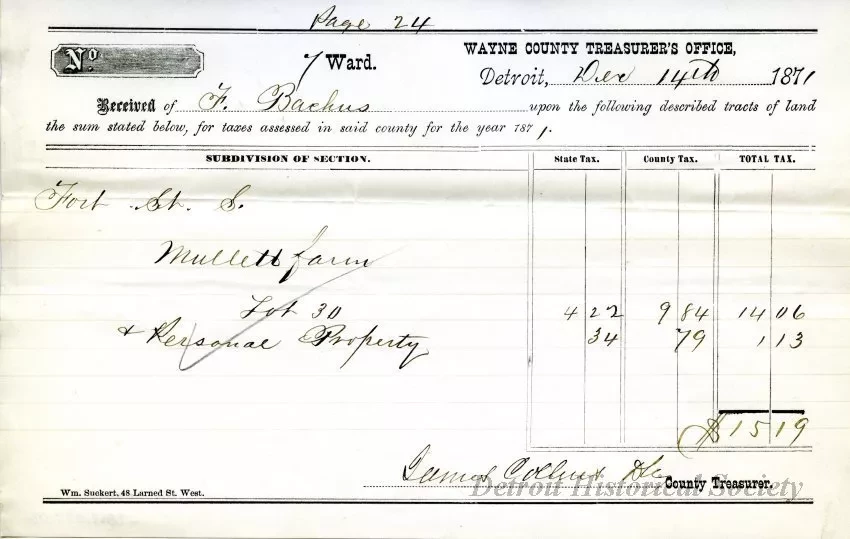 Page 24
No.
7 Ward.
WAYNE COUNTY TREASURER'S OFFICE,
Detroit, Dec 14th 1871
Received of F. Bachus upon the following described tracts of land
the sum stated below, for taxes assessed in said county for the year 1871.
SUBDIVISION OF SECTION. State Tax. County Tax. TOTAL TAX.
Fort St. S.
Mullett farm
Lot 30 4 22 9 84 14 06
& Personal Property 34 79 1 13
$ 15 19
James Collins County Treasurer.
Detroit Historical Society
Wm. Suckert, 48 Larned St. West.